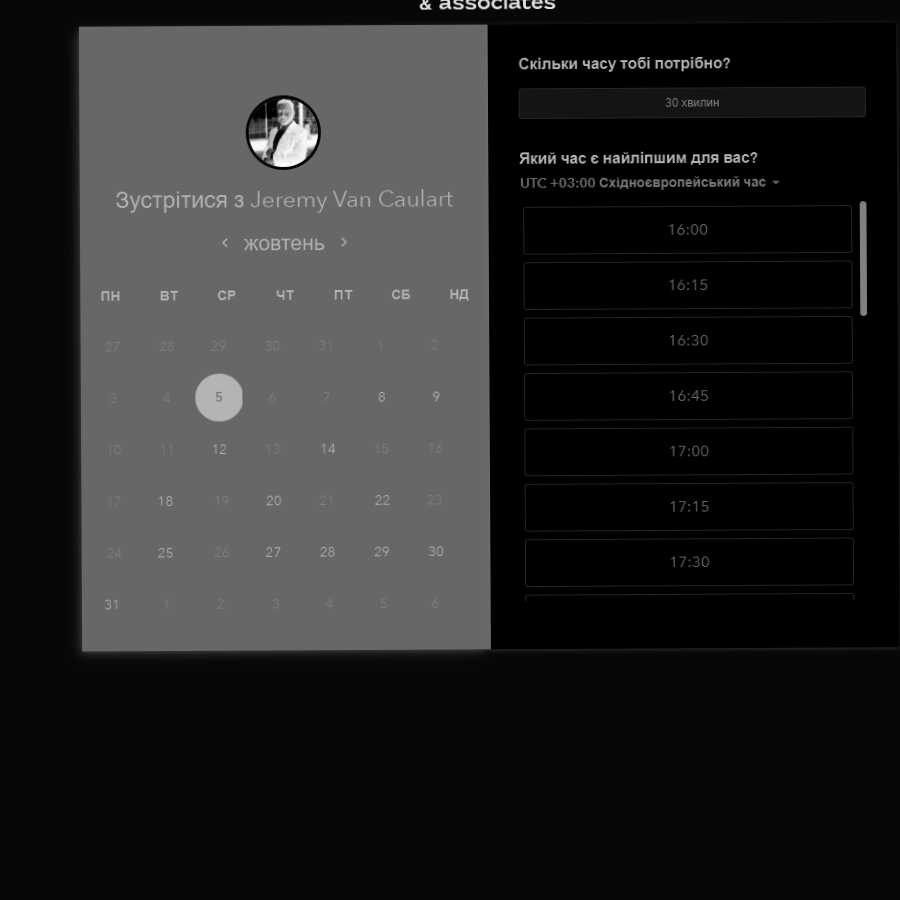 & associates
Зустрітися з Jeremy Van Caulart
жовтень
ПН ВТ СР ЧТ ПТ СБ НД
27 28 29 30 31 1 2
3 4 5 6 7 8 9
10 11 12 13 14 15 16
17 18 19 20 21 22 23
24 25 26 27 28 29 30
31 1 2 3 4 5 6
Скільки часу тобі потрібно?
30 хвилин
Який час є найліпшим для вас?
UTC +03:00 Східноєвропейський час
16:00
16:15
16:30
16:45
17:00
17:15
17:30